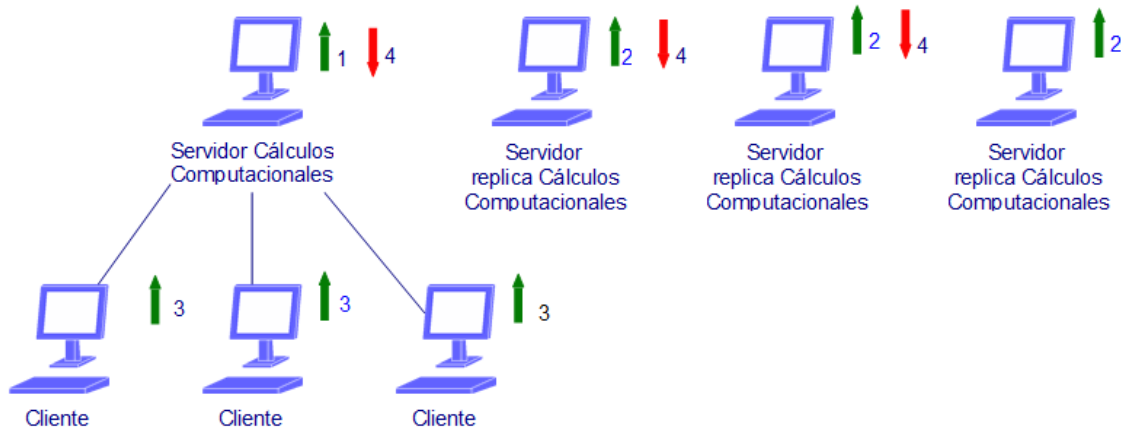 1 4
2 4
2 4
2
Servidor Cálculos
Computacionales
Servidor
replica Cálculos
Computacionales
Servidor
replica Cálculos
Computacionales
Servidor
replica Cálculos
Computacionales
3
3
3
Cliente
Cliente
Cliente